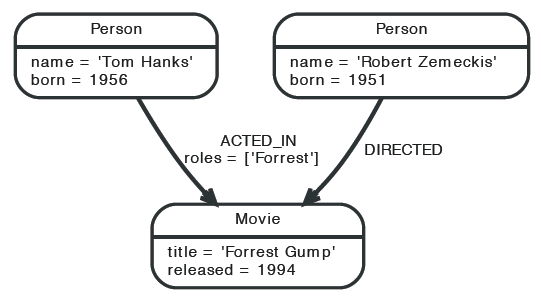 Person
name = 'Tom Hanks'
born = 1956
Person
name = 'Robert Zemeckis'
born = 1951
ACTED_IN
roles = ['Forrest']
DIRECTED
Movie
title = 'Forrest Gump'
released = 1994